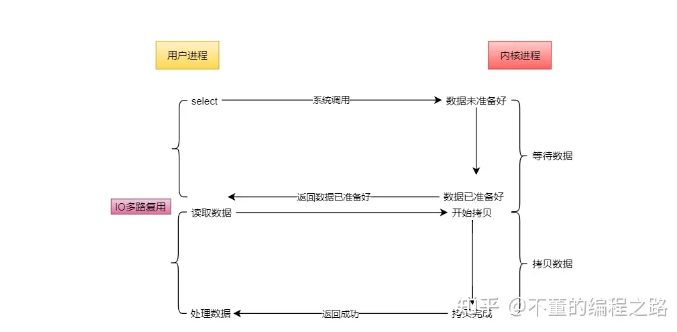 用户进程
内核进程
select
系统调用
数据未准备好
等待数据
返回数据已准备好
数据已准备好
IO多路复用
读取数据
开始拷贝
拷贝数据
处理数据
返回成功
拷贝完成
知乎 @不董的编程之路